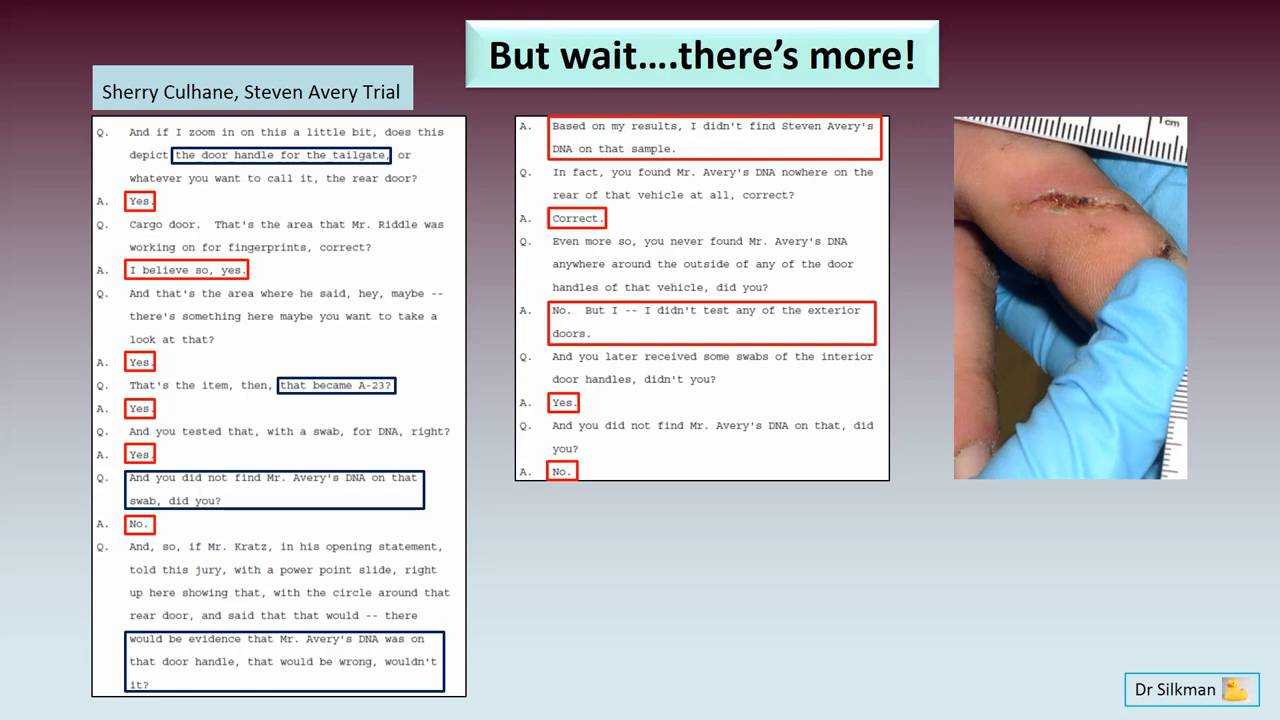 But wait....there's more!
Sherry Culhane, Steven Avery Trial
Q. And if I zoom in on this a little bit, does this
depict the door handle for the tailgate, or
whatever you want to call it, the rear door?
A. Yes.
Q. Cargo door. That's the area that Mr. Riddle was
working on for fingerprints, correct?
A. I believe so, yes.
Q. And that's the area where he said, hey, maybe --
there's something here maybe you want to take a
look at that?
A. Yes.
Q. That's the item, then, that became A-23?
A. Yes.
Q. And you tested that, with a swab, for DNA, right?
A. Yes.
Q. And you did not find Mr. Avery's DNA on that
swab, did you?
A. No.
Q. And, so, if Mr. Kratz, in his opening statement,
told this jury, with a power point slide, right
up here showing that, with the circle around that
rear door, and said that that would -- there
would be evidence that Mr. Avery's DNA was on
that door handle, that would be wrong, wouldn't
it?
A. Based on my results, I didn't find Steven Avery's
DNA on that sample.
Q. In fact, you found Mr. Avery's DNA nowhere on the
rear of that vehicle at all, correct?
A. Correct.
Q. Even more so, you never found Mr. Avery's DNA
anywhere around the outside of any of the door
handles of that vehicle, did you?
A. No. But I -- I didn't test any of the exterior
doors.
Q. And you later received some swabs of the interior
door handles, didn't you?
A. Yes.
Q. And you did not find Mr. Avery's DNA on that, did
you?
A. No.
1
cm
Dr Silkman